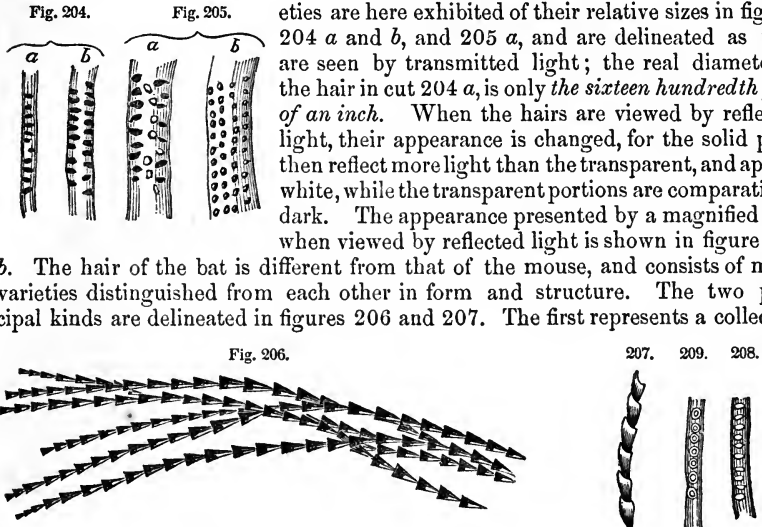 Fig. 204. Fig. 205.
a b a b
eties are here exhibited of their relative sizes in fig
204 a and b, and 205 a, and are delineated as
are seen by transmitted light; the real diamete
the hair in cut 204 a, is only the sixteen hundredth
of an inch. When the hairs are viewed by refle
light, their appearance is changed, for the solid p
then reflect more light than the transparent, and ap
white, while the transparent portions are comparati
dark. The appearance presented by a magnified
when viewed by reflected light is shown in figure
b. The hair of the bat is different from that of the mouse, and consists of m
varieties distinguished from each other in form and structure. The two p
cipal kinds are delineated in figures 206 and 207. The first represents a collec
Fig. 206. 207. 209. 208.